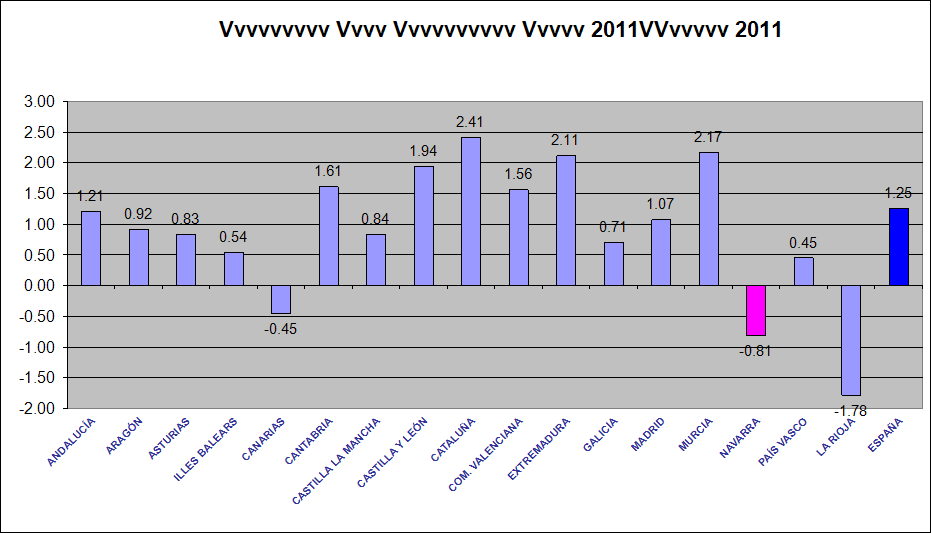 Vvvvvvvvv Vvvv Vvvvvvvvvv Vvvvv 2011VVvvvvv 2011
3.00
2.50
2.00
1.50
1.00
0.50
0.00
-0.50
-1.00
-1.50
-2.00
1.21
0.92
0.83
0.54
-0.45
1.61
0.84
1.94
2.41
1.56
2.11
0.71
1.07
2.17
-0.81
0.45
-1.78
1.25
ANDALUCÍA
ARAGÓN
ASTURIAS
ILLES BALEARS
CANARIAS
CANTABRIA
CASTILLA LA MANCHA
CASTILLA Y LEÓN
CATALUÑA
COM. VALENCIANA
EXTREMADURA
GALICIA
MADRID
MURCIA
NAVARRA
PAÍS VASCO
LA RIOJA
ESPAÑA